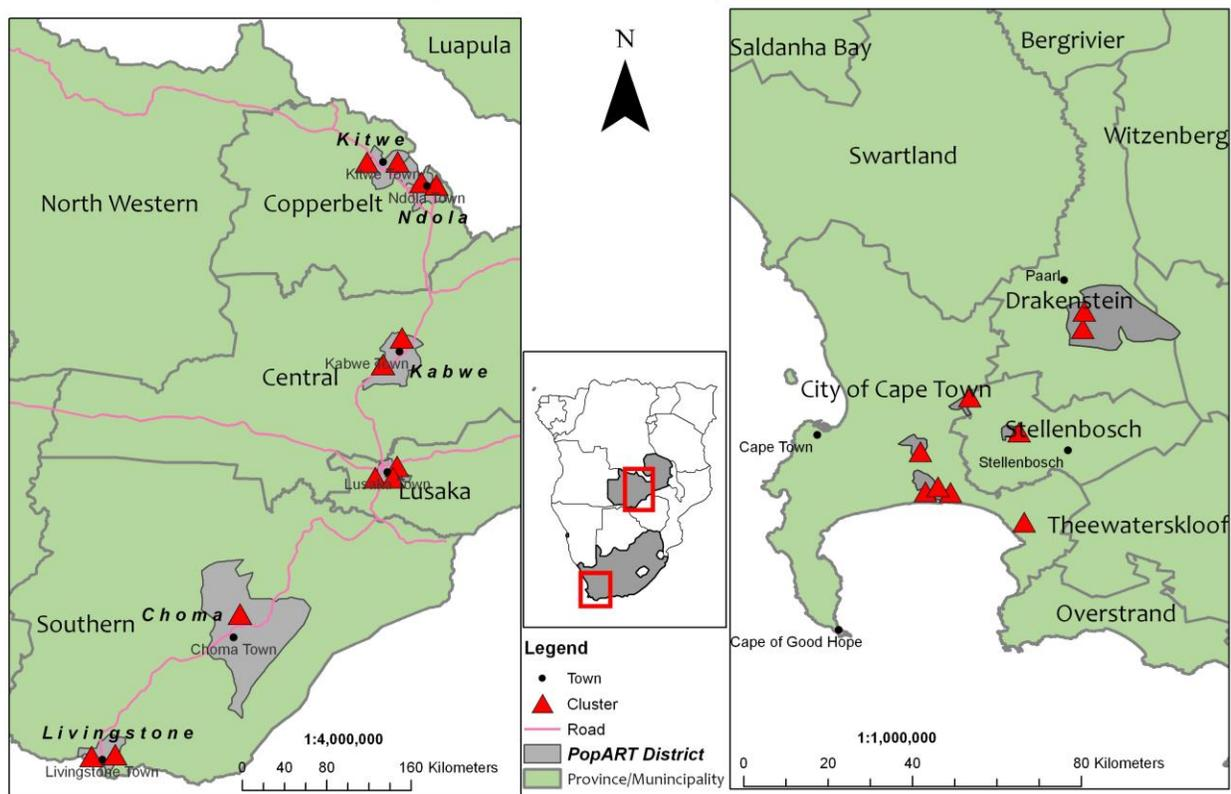 Luapula
Kitwe
Kitwe Town
Ndola Town
North Western
Copperbelt
Ndola
Kabwe Town
Central
Kabwe
Lusaka Town
Lusaka
Choma
Southern
Choma Town
Livingstone
Livingstone Town
1:4,000,000
0 20 40 80 120 160 Kilometers
N
Legend
Town
Cluster
Road
PopART District
Province/Munincipality
Saldanha Bay
Bergrivier
Witzenberg
Swartland
Paarl
Drakenstein
City of Cape Town
Stellenbosch
Cape Town
Stellenbosch
Theewaterskloof
Overstrand
Cape of Good Hope
1:1,000,000
0 20 40 80 Kilometers